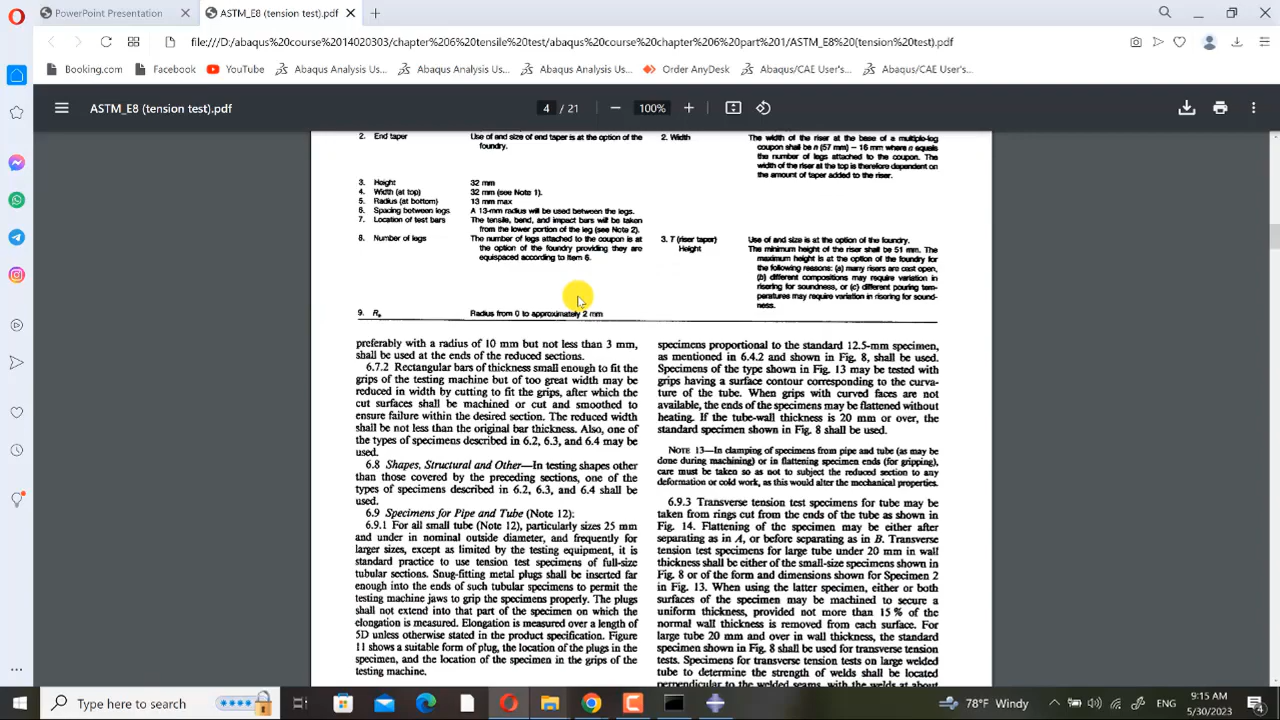 PowerPoint Presentation
ASTM_E8 (tension test).pdf
file:///D:/abaqus%20course%2014020303/chapter%206%20tensile%20test/abaqus%20course%20chapter%206%20part%201/ASTM_E8%20(tension%20test).pdf
Booking.com
Facebook
YouTube
Abaqus Analysis Us...
Abaqus Analysis Us...
Abaqus Analysis Us...
Order AnyDesk
Abaqus/CAE User's...
Abaqus/CAE User's...
ASTM_E8 (tension test).pdf
4 / 21
100%
2. End taper
Use of and size of end taper is at the option of the
foundry.
3. Height
32 mm
4. Width (at top)
32 mm (see Note 1).
5. Radius (at bottom)
13 mm max
6. Spacing between legs
A 13-mm radius will be used between the legs.
7. Location of test bars
The tensile, bend, and impact bars will be taken
from the lower portion of the leg (see Note 2).
8. Number of legs
The number of legs attached to the coupon is at
the option of the foundry providing they are
equispaced according to Item 6.
9. Rs
Radius from 0 to approximately 2 mm
2. Width
The width of the riser at the base of a multiple-leg
coupon shall be n (57 mm) – 16 mm where n equals
the number of legs attached to the coupon. The
width of the riser at the top is therefore dependent on
the amount of taper added to the riser.
3. T (riser taper)
Height
Use of and size is at the option of the foundry.
The minimum height of the riser shall be 51 mm. The
maximum height is at the option of the foundry for
the following reasons: (a) many risers are cast open,
(b) different compositions may require variation in
risering for soundness, or (c) different pouring tem-
peratures may require variation in risering for sound-
ness.
preferably with a radius of 10 mm but not less than 3 mm,
shall be used at the ends of the reduced sections.
6.7.2 Rectangular bars of thickness small enough to fit the
grips of the testing machine but of too great width may be
reduced in width by cutting to fit the grips, after which the
cut surfaces shall be machined or cut and smoothed to
ensure failure within the desired section. The reduced width
shall be not less than the original bar thickness. Also, one of
the types of specimens described in 6.2, 6.3, and 6.4 may be
used.
6.8 Shapes, Structural and Other—In testing shapes other
than those covered by the preceding sections, one of the
types of specimens described in 6.2, 6.3, and 6.4 shall be
used.
6.9 Specimens for Pipe and Tube (Note 12):
6.9.1 For all small tube (Note 12), particularly sizes 25 mm
and under in nominal outside diameter, and frequently for
larger sizes, except as limited by the testing equipment, it is
standard practice to use tension test specimens of full-size
tubular sections. Snug-fitting metal plugs shall be inserted far
enough into the ends of such tubular specimens to permit the
testing machine jaws to grip the specimens properly. The plugs
shall not extend into that part of the specimen on which the
elongation is measured. Elongation is measured over a length of
5D unless otherwise stated in the product specification. Figure
11 shows a suitable form of plug, the location of the plugs in the
specimen, and the location of the specimen in the grips of the
testing machine.
specimens proportional to the standard 12.5-mm specimen,
as mentioned in 6.4.2 and shown in Fig. 8, shall be used.
Specimens of the type shown in Fig. 13 may be tested with
grips having a surface contour corresponding to the curva-
ture of the tube. When grips with curved faces are not
available, the ends of the specimens may be flattened without
heating. If the tube-wall thickness is 20 mm or over, the
standard specimen shown in Fig. 8 shall be used.
NOTE 13—In clamping of specimens from pipe and tube (as may be
done during machining) or in flattening specimen ends (for gripping),
care must be taken so as not to subject the reduced section to any
deformation or cold work, as this would alter the mechanical properties.
6.9.3 Transverse tension test specimens for tube may be
taken from rings cut from the ends of the tube as shown in
Fig. 14. Flattening of the specimen may be either after
separating as in A, or before separating as in B. Transverse
tension test specimens for large tube under 20 mm in wall
thickness shall be either of the small-size specimens shown in
Fig. 8 or of the form and dimensions shown for Specimen 2
in Fig. 13. When using the latter specimen, either or both
surfaces of the specimen may be machined to secure a
uniform thickness, provided not more than 15 % of the
normal wall thickness is removed from each surface. For
large tube 20 mm and over in wall thickness, the standard
specimen shown in Fig. 8 shall be used for transverse tension
tests. Specimens for transverse tension tests on large welded
tube to determine the strength of welds shall be located
perpendicular to the welded seams, with the welds at about
Type here to search
78°F Windy
ENG
9:15 AM
5/30/2023